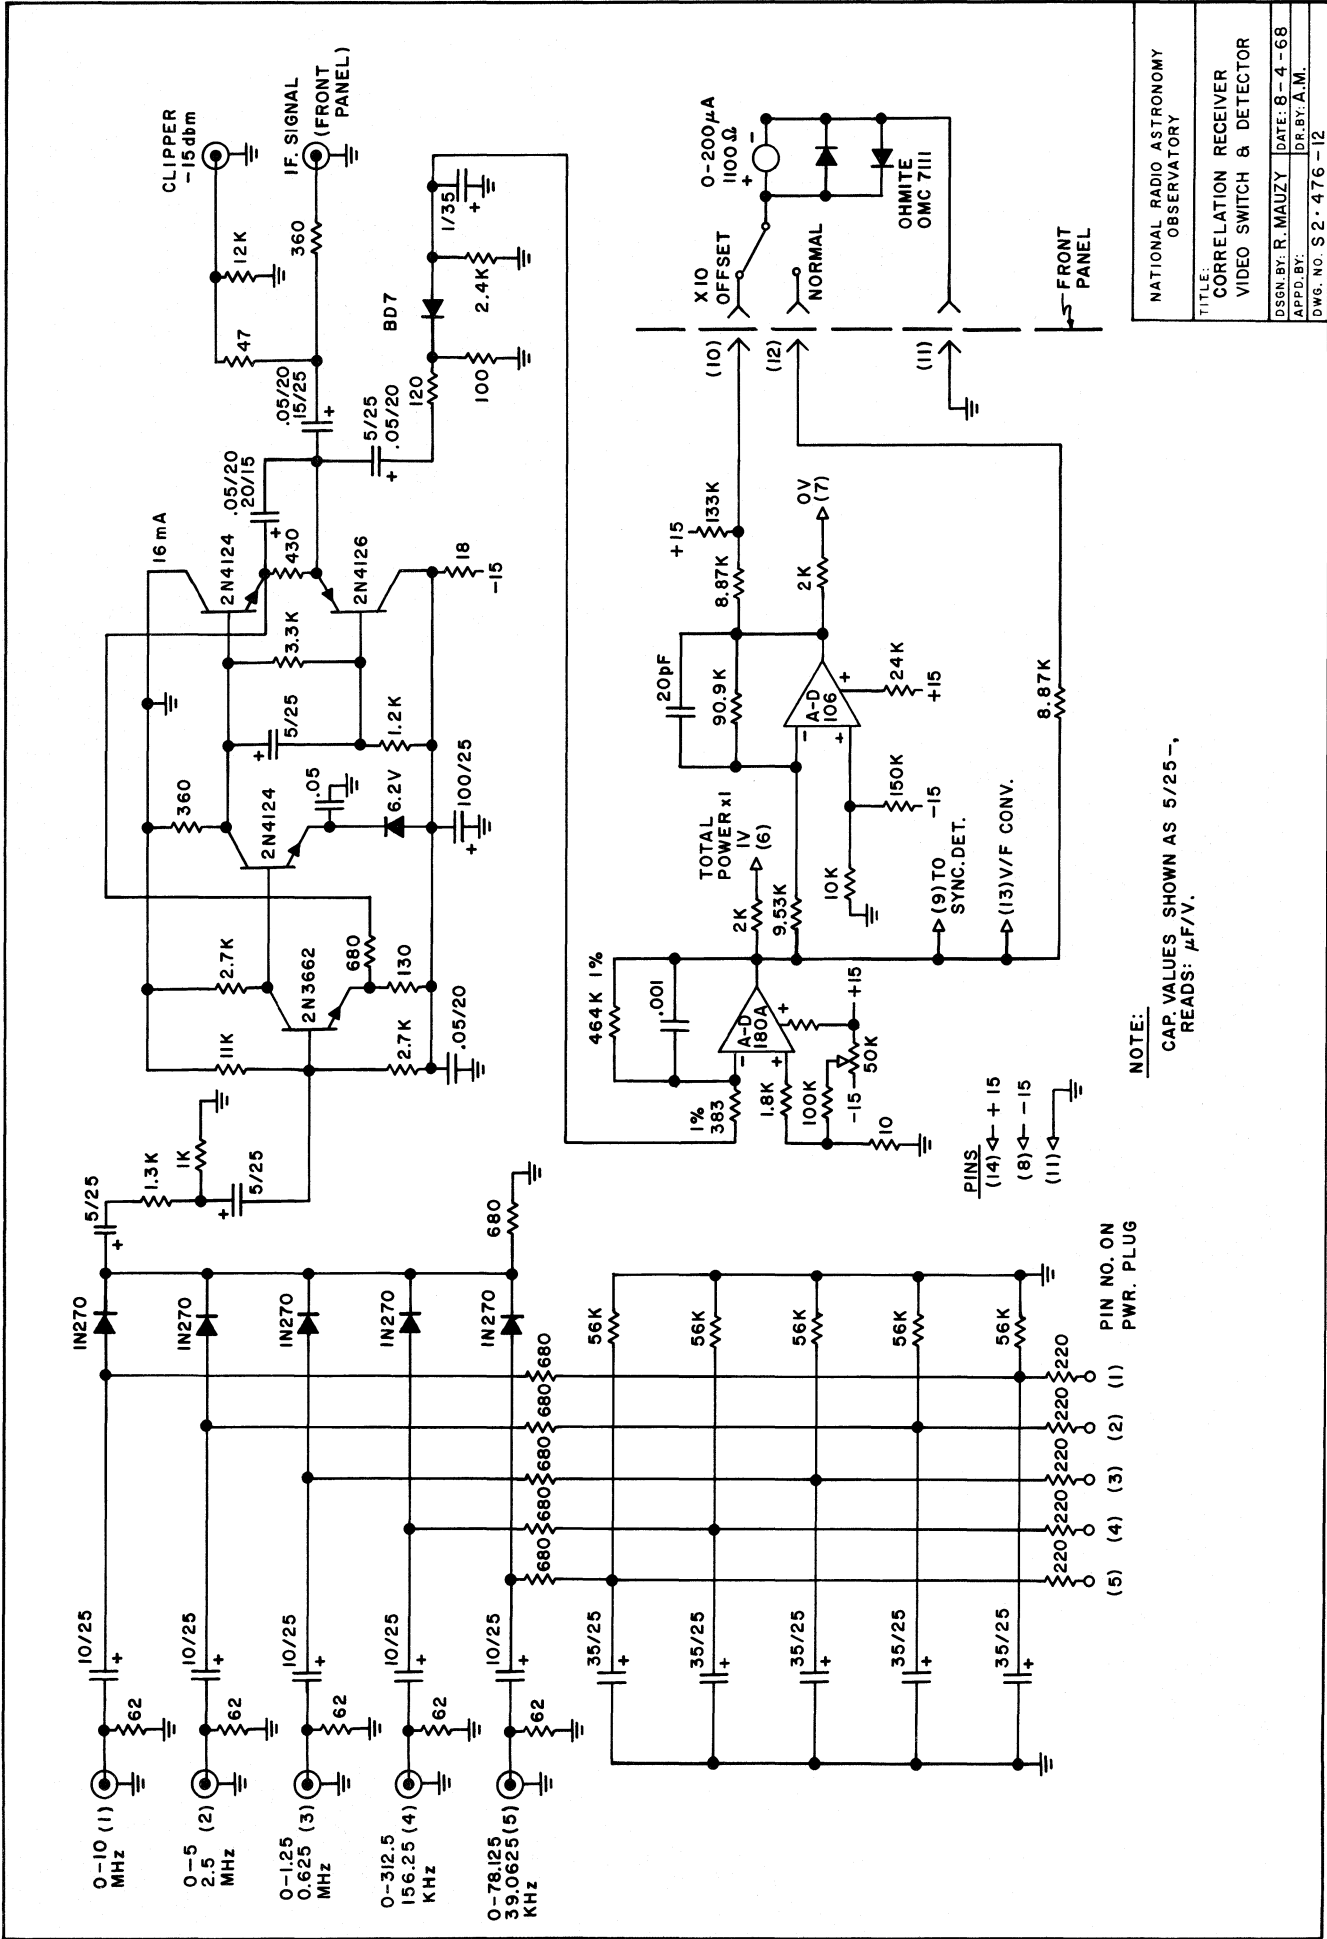 0-10 (1)
MHz
0-5
2.5 (2)
MHz
0-1.25
0.625 (3)
MHz
0-312.5
156.25 (4)
KHz
0-78.125
39.0625 (5)
KHz
62
62
62
62
62
10/25
+
10/25
+
10/25
+
10/25
+
10/25
+
35/25
+
35/25
+
35/25
+
35/25
+
35/25
+
1N270
1N270
1N270
1N270
1N270
680
680
680
680
680
680
56K
56K
56K
56K
56K
220
220
220
220
220
(5)
(4)
(3)
(2)
(1)
PIN NO. ON
PWR. PLUG
5/25
+
1.3K
1K
5/25
+
11K
2.7K
2N3662
2.7K
680
130
.05/20
360
2N4124
.05
6.2V
100/25
+
5/25
+
1.2K
3.3K
16mA
2N4124
430
2N4126
18
-15
.05/20
20/15
+
.05/20
15/25
+
5/25
.05/20
+
47
12K
CLIPPER
-15dbm
360
I.F. SIGNAL
(FRONT
PANEL)
120
100
BD7
2.4K
1/35
+
1%
383
464K 1%
.001
A-D
180A
-
+
+
1.8K
100K
-15
50K
+15
10
2K
TOTAL
POWER x1
1V
(6)
9.53K
20pF
90.9K
A-D
106
-
+
+
10K
150K
-15
24K
+15
2K
0V
(7)
8.87K
+15
133K
8.87K
(9) TO
SYNC. DET.
(13) V/F CONV.
(10)
(12)
(11)
X10
OFFSET
NORMAL
0-200μA
1100Ω
+
-
OHMITE
OMC 7111
FRONT
PANEL
PINS
(14) +15
(8) -15
(11)
NOTE:
CAP. VALUES SHOWN AS 5/25-,
READS: μF/V.
NATIONAL RADIO ASTRONOMY
OBSERVATORY
TITLE:
CORRELATION RECEIVER
VIDEO SWITCH & DETECTOR
DSGN. BY: R. MAUZY DATE: 8-4-68
APPD. BY: DR. BY: A.M.
DWG. NO. S2·476-12